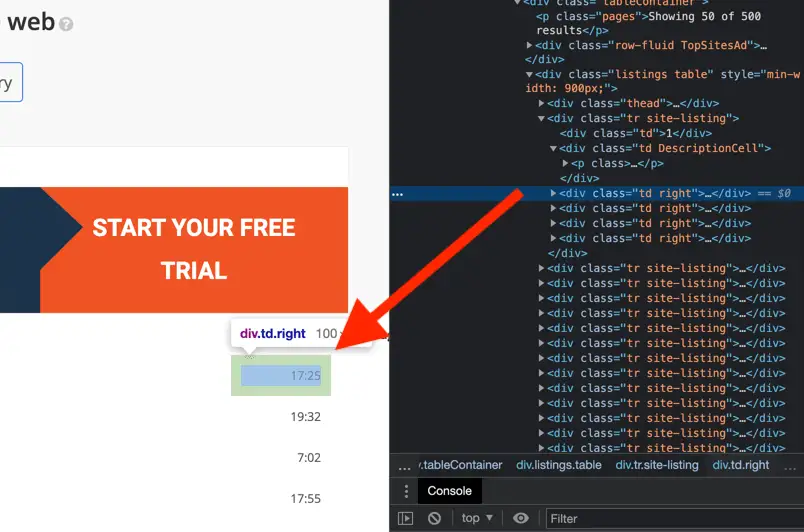 web ?
ry
START YOUR FREE
TRIAL
div.td.right 100
17:25
19:32
7:02
17:55
▼<div class="tableContainer">
<p class="pages">Showing 50 of 500
results</p>
▶<div class="row-fluid TopSitesAd">…
</div>
▼<div class="listings table" style="min-w
idth: 900px;">
▶<div class="thead">…</div>
▼<div class="tr site-listing">
<div class="td">1</div>
▼<div class="td DescriptionCell">
▶<p class>…</p>
</div>
… ▶<div class="td right">…</div> == $0
▶<div class="td right">…</div>
▶<div class="td right">…</div>
▶<div class="td right">…</div>
</div>
▶<div class="tr site-listing">…</div>
▶<div class="tr site-listing">…</div>
▶<div class="tr site-listing">…</div>
▶<div class="tr site-listing">…</div>
▶<div class="tr site-listing">…</div>
▶<div class="tr site-listing">…</div>
▶<div class="tr site-listing">…</div>
▶<div class="tr site-listing">…</div>
▶<div class="tr site-listing">…</div>
▶<div class="tr site-listing">…</div>
▶<div class="tr site-listing">…</div>
▶<div class="tr site-listing">…</div>
▶<div class="tr site-listing">…</div>
… .tableContainer div.listings.table div.tr.site-listing div.td.right …
Console
top ▼ Filter